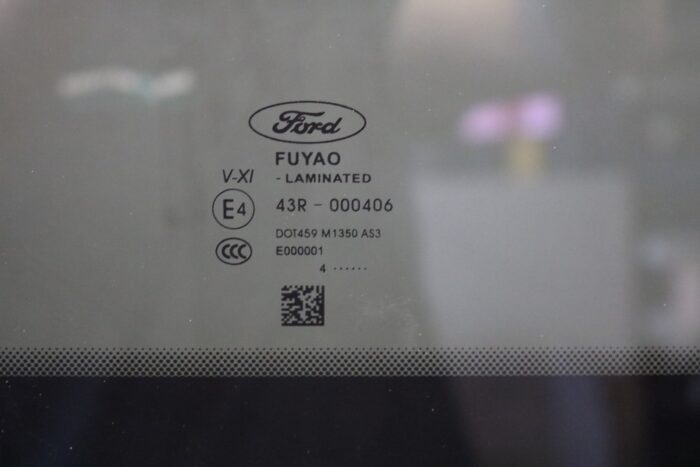 Ford
FUYAO
V-XI - LAMINATED
E4 43R - 000406
DOT459 M1350 AS3
CCC E000001
4 ······